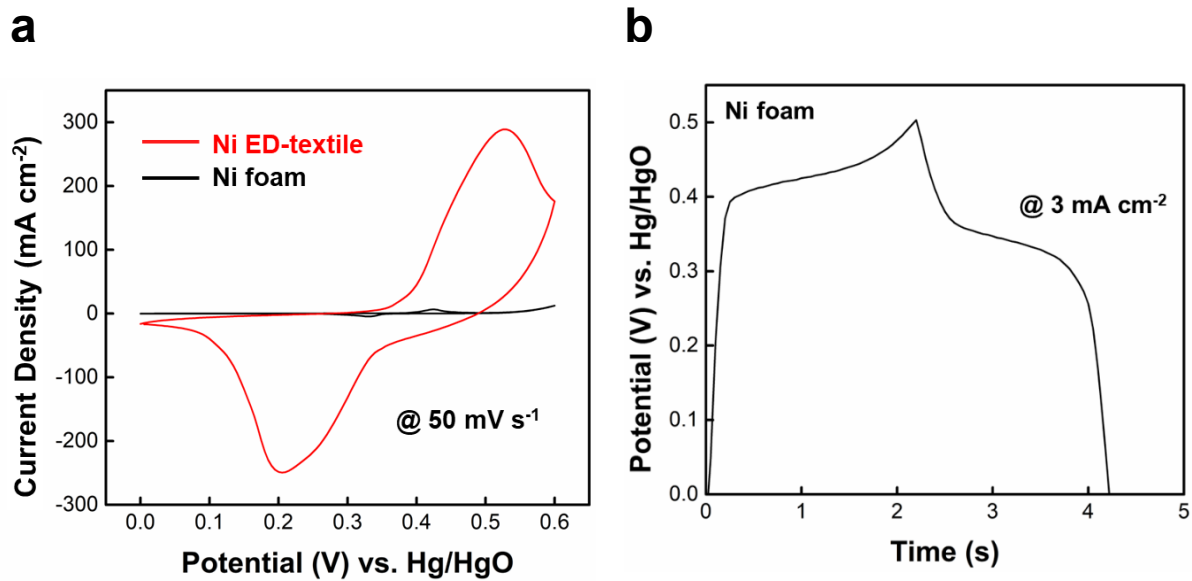 a
300
200
100
0
-100
-200
-300
Current Density (mA cm-2)
Ni ED-textile
Ni foam
@ 50 mV s-1
0.0 0.1 0.2 0.3 0.4 0.5 0.6
Potential (V) vs. Hg/HgO
b
0.5
0.4
0.3
0.2
0.1
0.0
Potential (V) vs. Hg/HgO
Ni foam
@ 3 mA cm-2
0 1 2 3 4 5
Time (s)